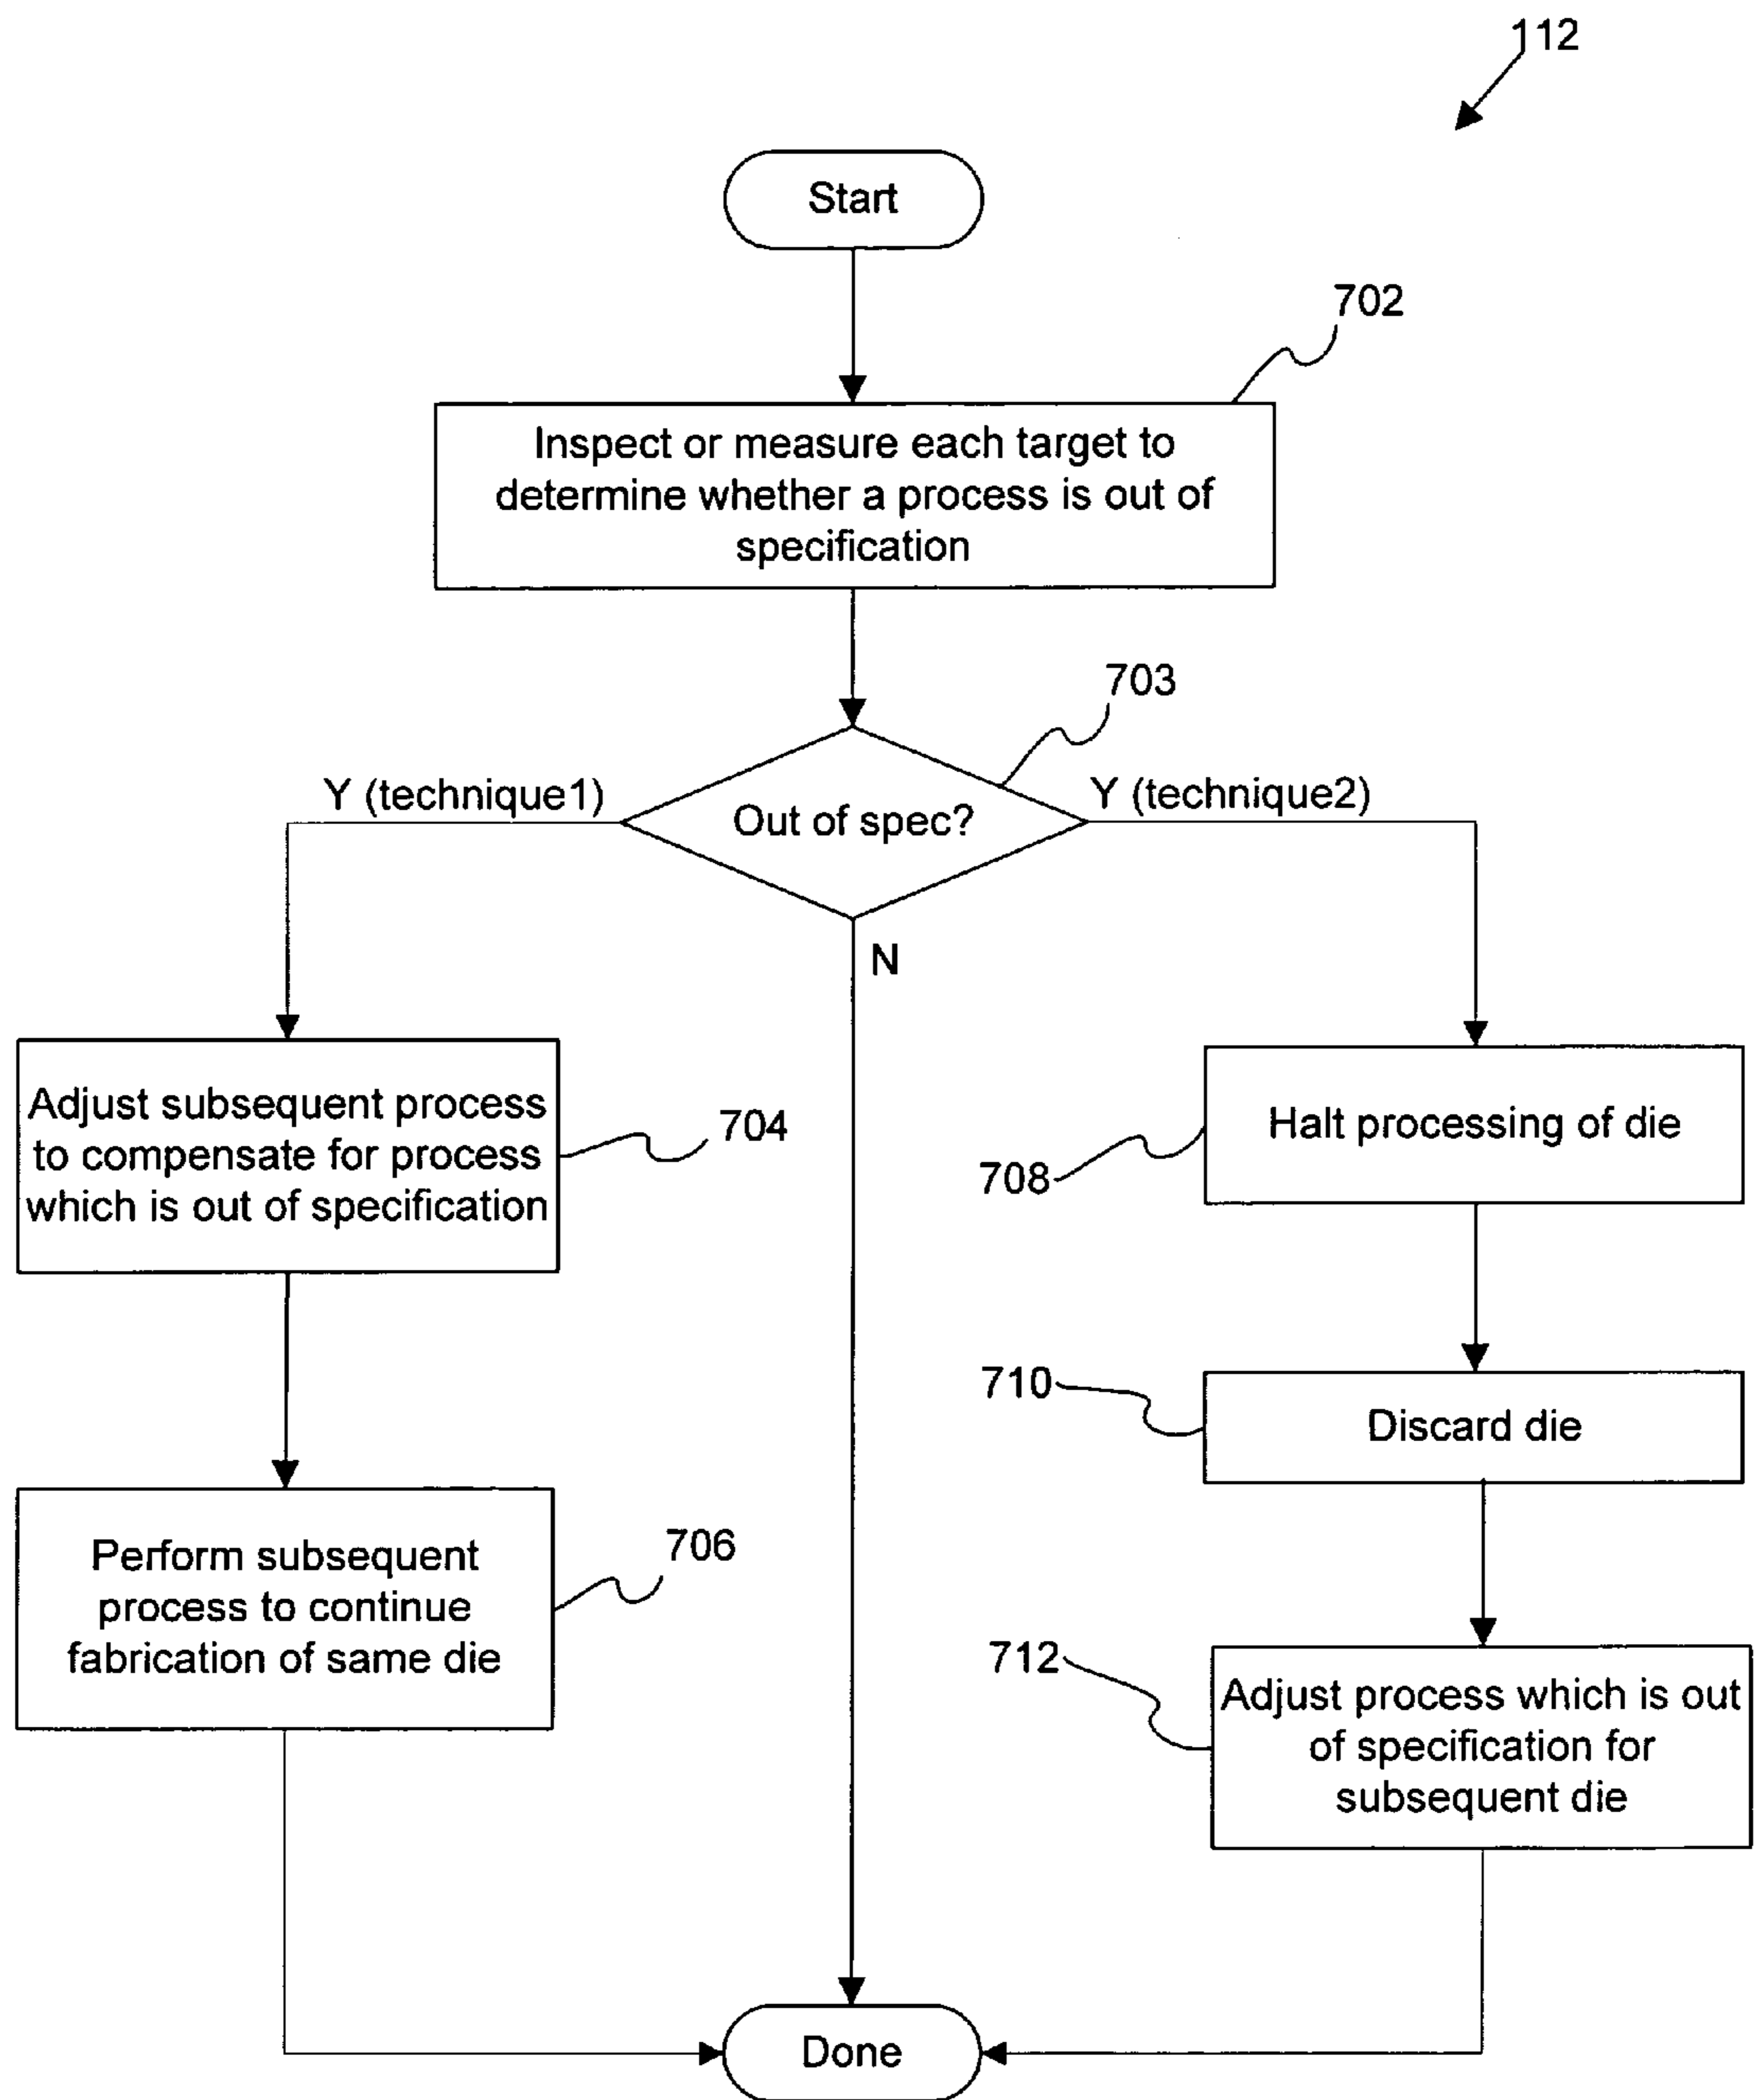 112
Start
702
Inspect or measure each target to
determine whether a process is out of
specification
703
Y (technique1)
Out of spec?
Y (technique2)
N
Adjust subsequent process
to compensate for process
which is out of specification
704
Halt processing of die
708
710
Discard die
Perform subsequent
process to continue
fabrication of same die
706
712
Adjust process which is out
of specification for
subsequent die
Done